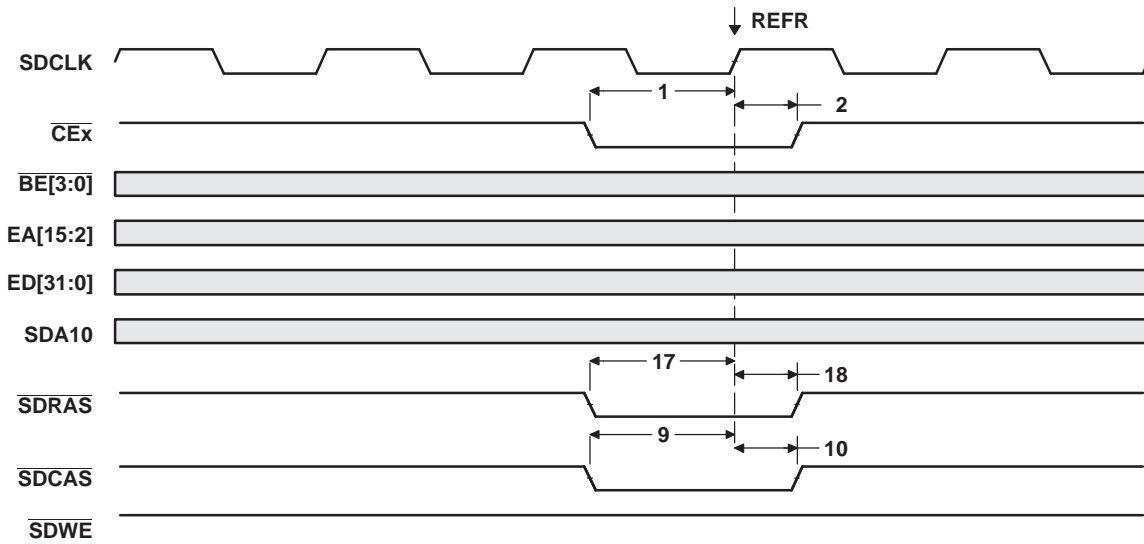 REFR
SDCLK
1
2
CEx
BE[3:0]
EA[15:2]
ED[31:0]
SDA10
17
18
SDRAS
9
10
SDCAS
SDWE